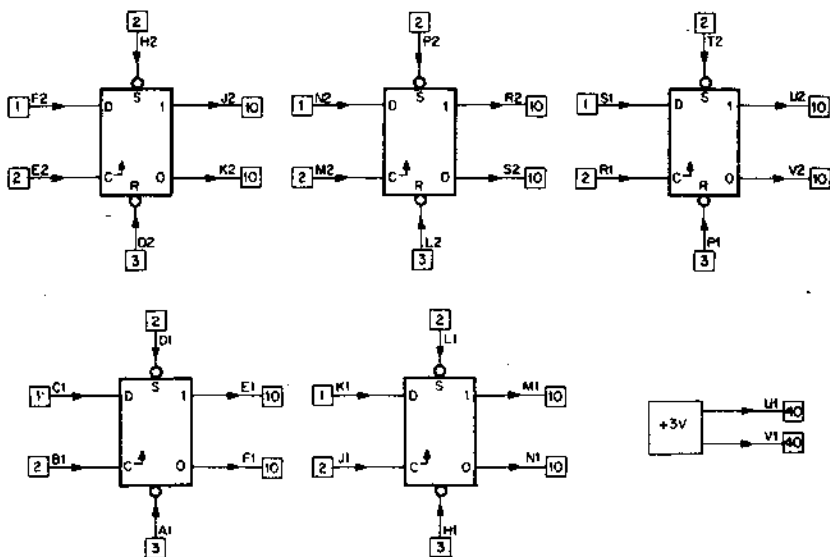 2 2 2
H2 P2 T2
1 F2 D S 1 J2 10 1 N2 D S 1 R2 10 1 S1 D S 1 U2 10
2 E2 C R 0 K2 10 2 M2 C R 0 S2 10 2 R1 C R 0 V2 10
D2 L2 P1
3 3 3
2 2
D1 L1
1 C1 D S 1 E1 10 1 K1 D S 1 M1 10 +3V U1 40
2 B1 C R 0 F1 10 2 J1 C R 0 N1 10 V1 40
A1 H1
3 3